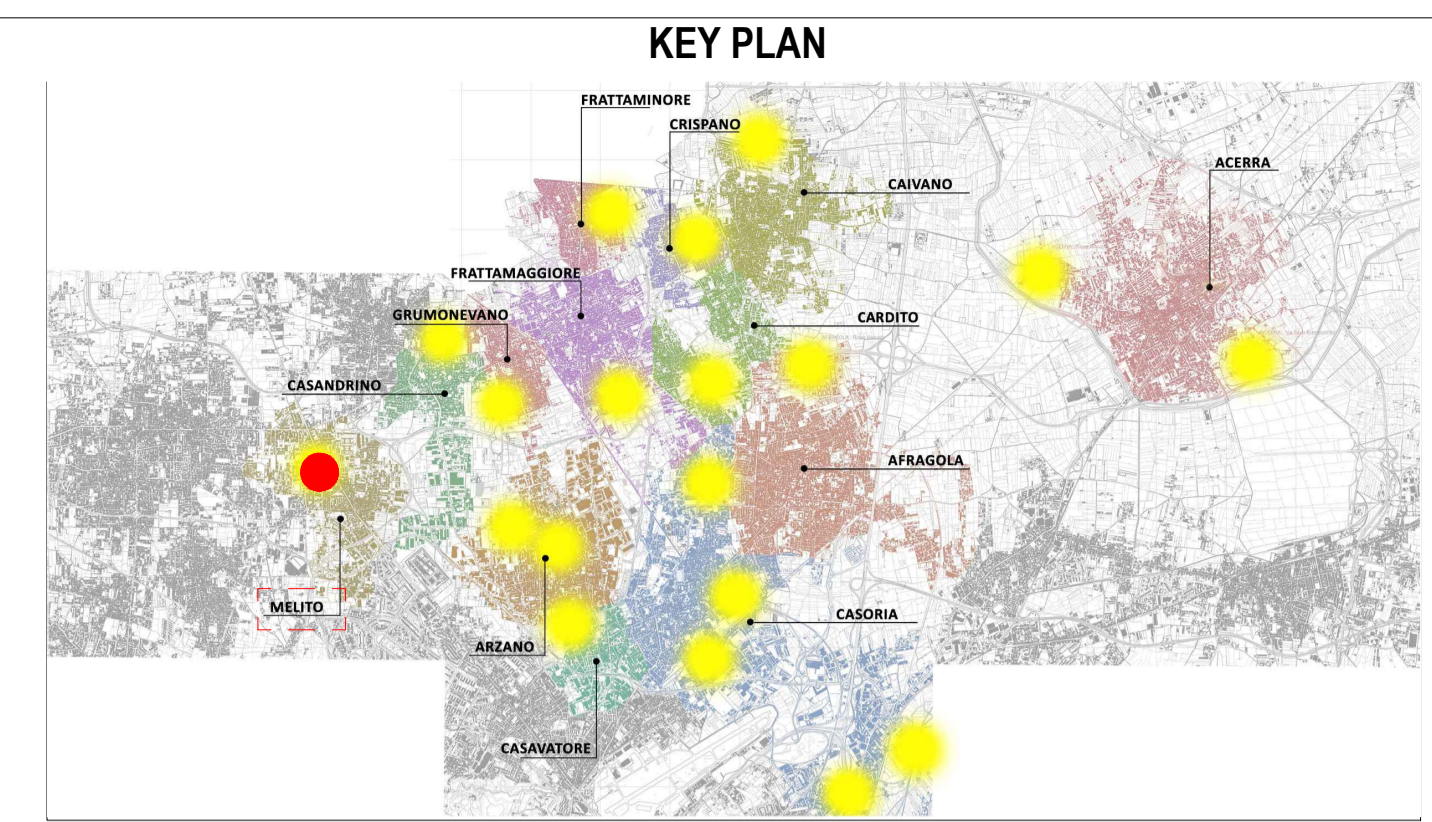 KEY PLAN
FRATTAMINORE
CRISPANO
ACERRA
CAIVANO
FRATTAMAGGIORE
GRUMONEVANO
CARDITO
CASANDRINO
AFRAGOLA
MELITO
CASORIA
ARZANO
CASAVATORE